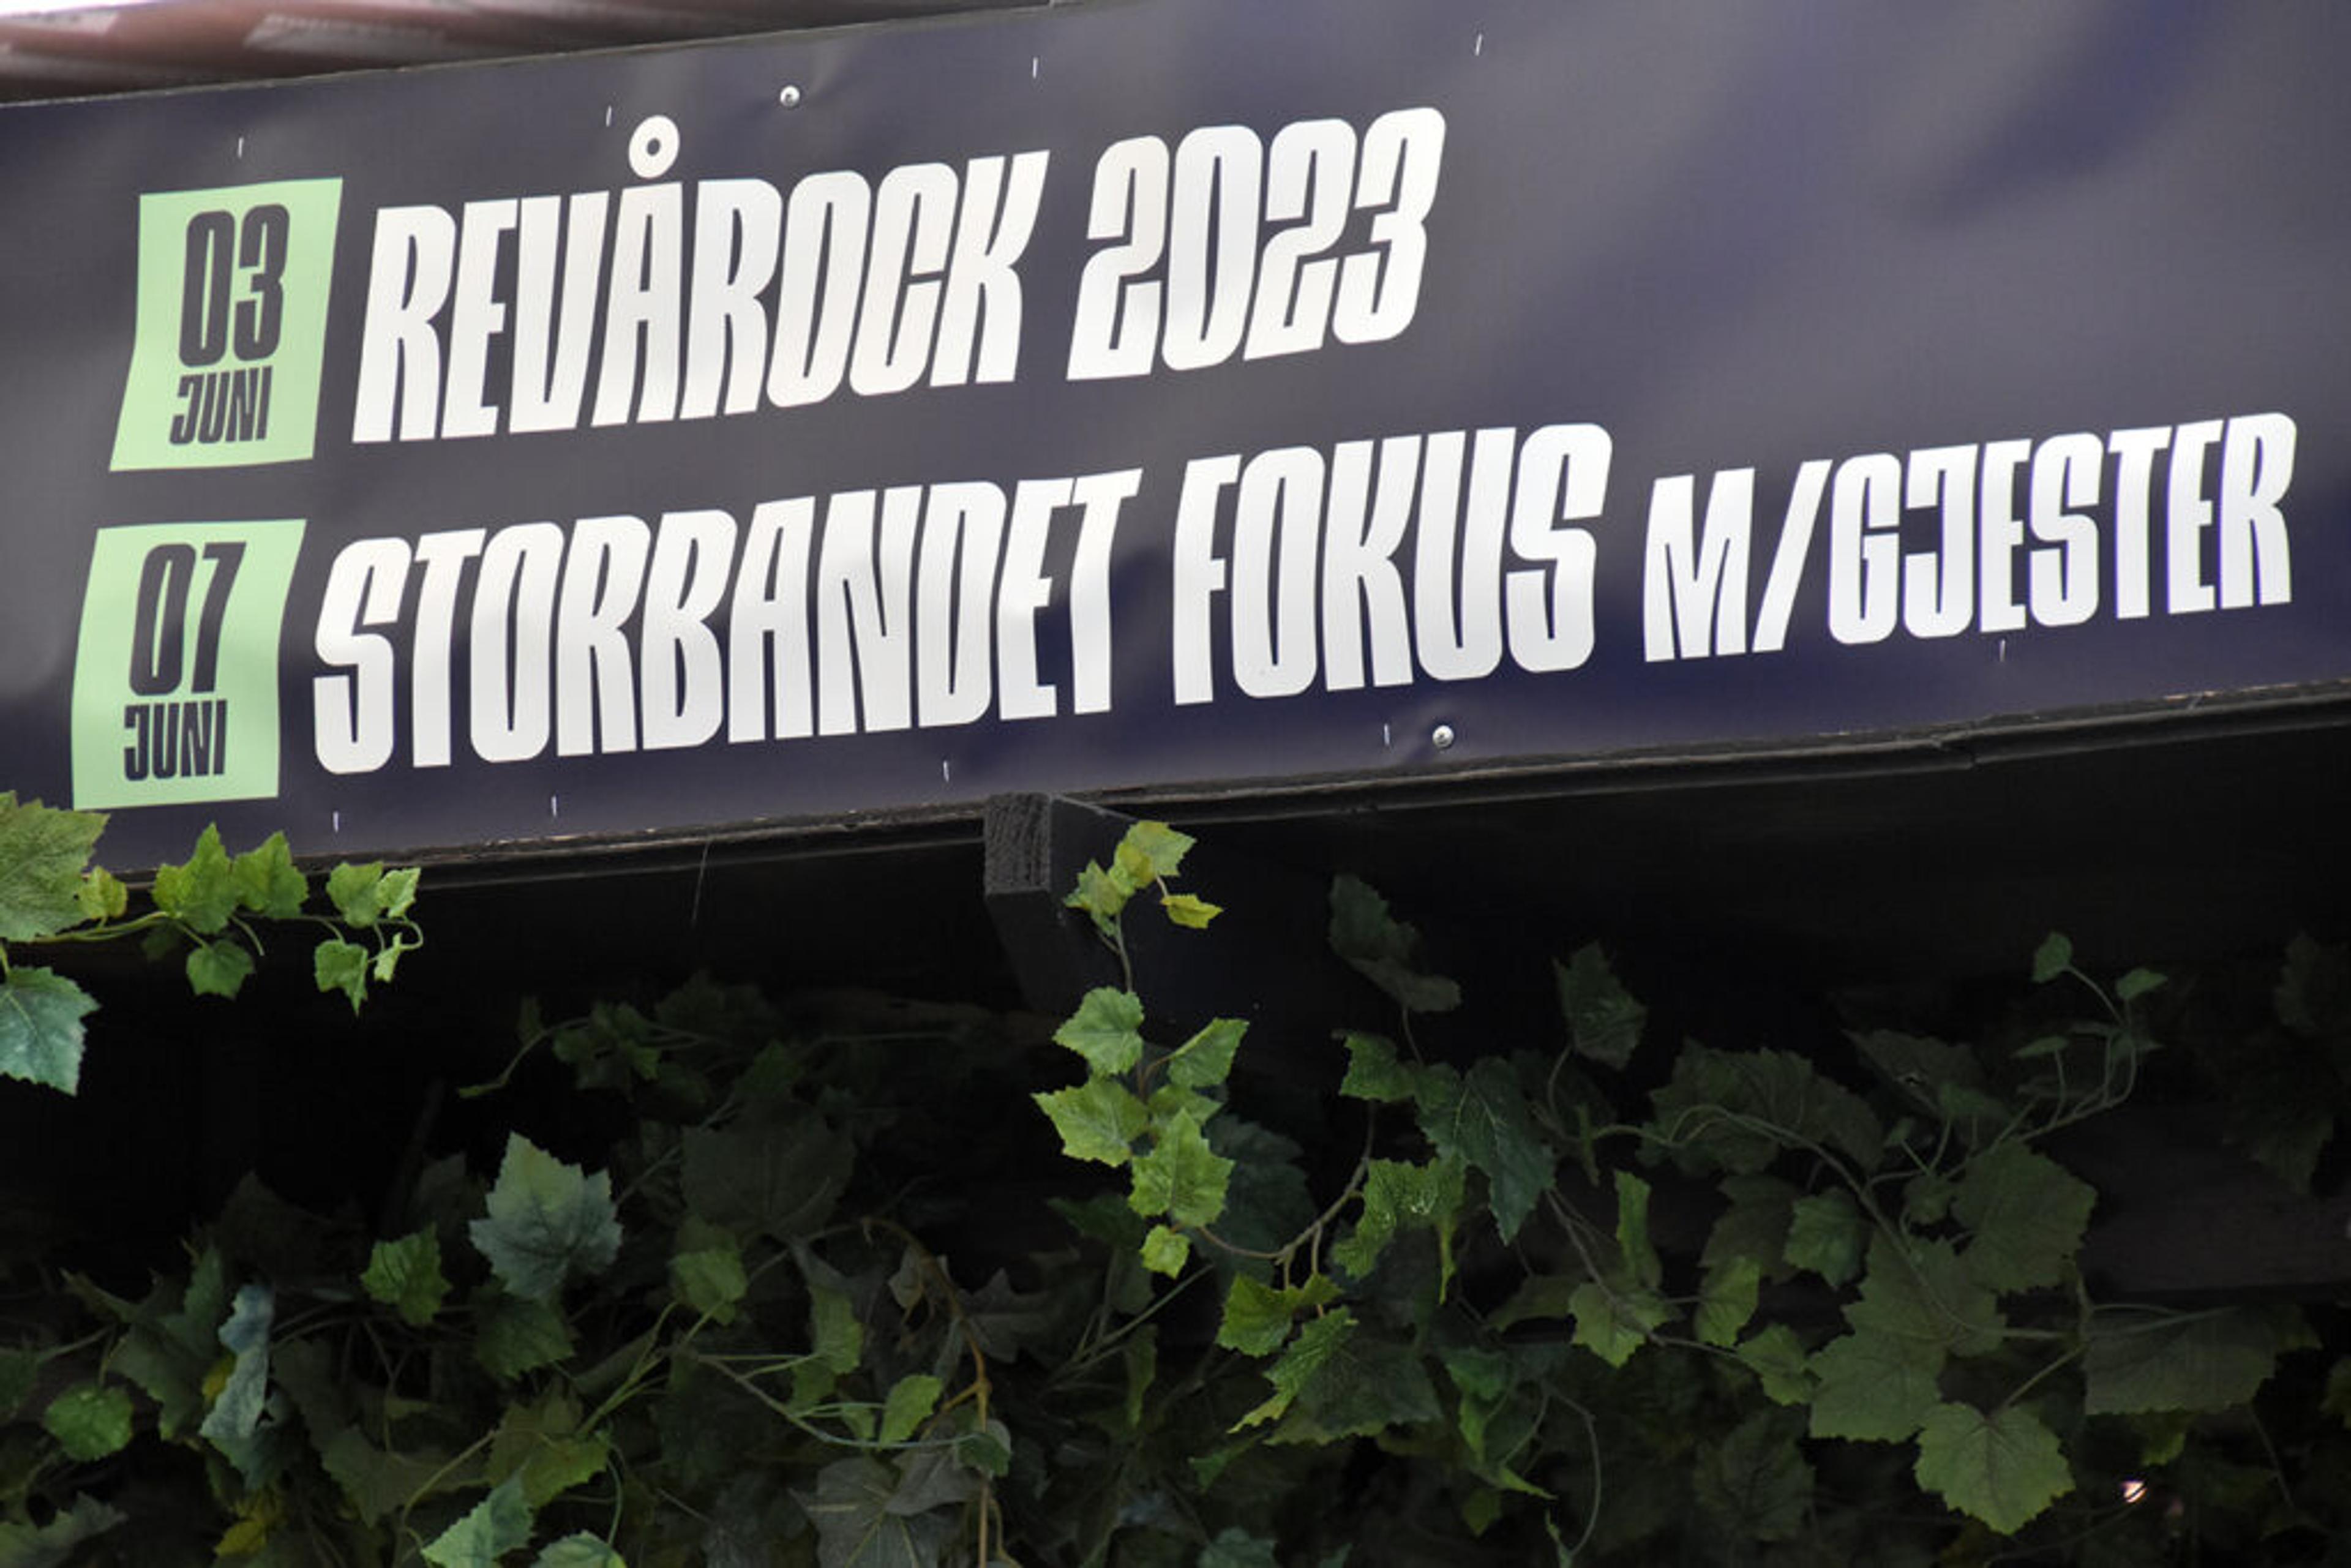 03 JUNI REVÅROCK 2023
07 JUNI STORBANDET FOKUS M/GJESTER